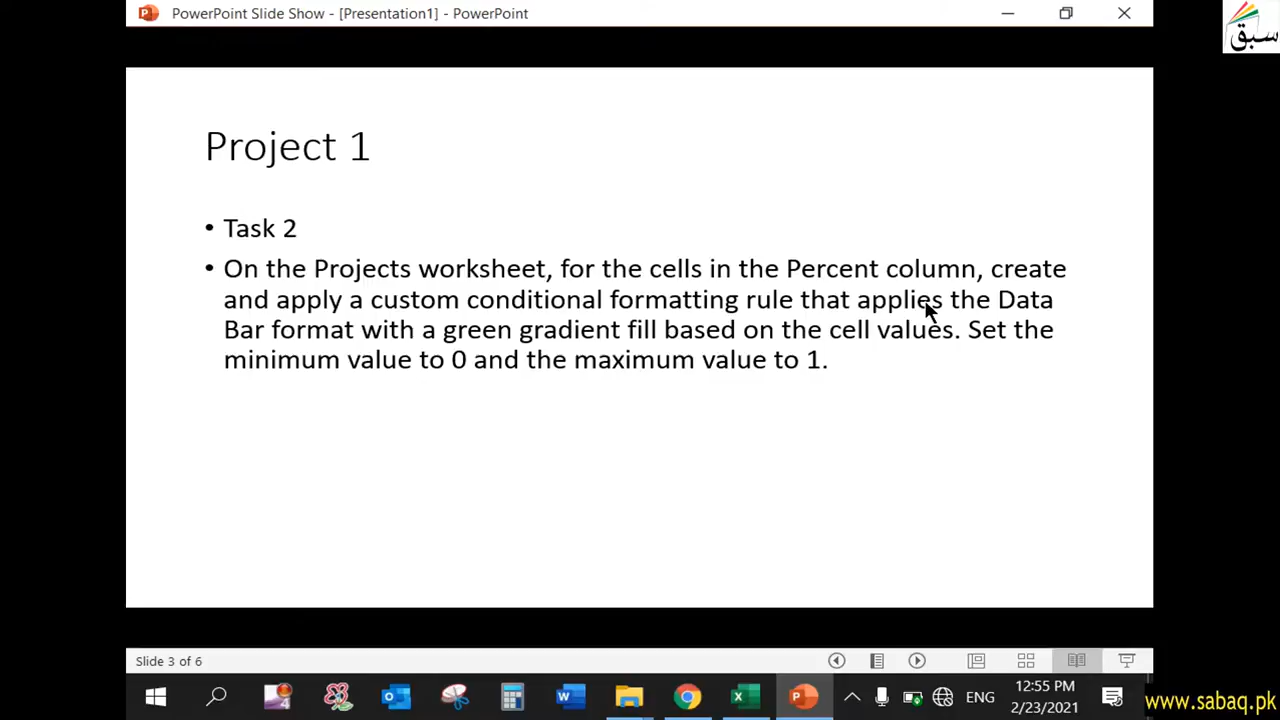 PowerPoint Slide Show - [Presentation1] - PowerPoint
سبق
Project 1
• Task 2
• On the Projects worksheet, for the cells in the Percent column, create
and apply a custom conditional formatting rule that applies the Data
Bar format with a green gradient fill based on the cell values. Set the
minimum value to 0 and the maximum value to 1.
Slide 3 of 6
ENG
12:55 PM
2/23/2021
www.sabaq.pk